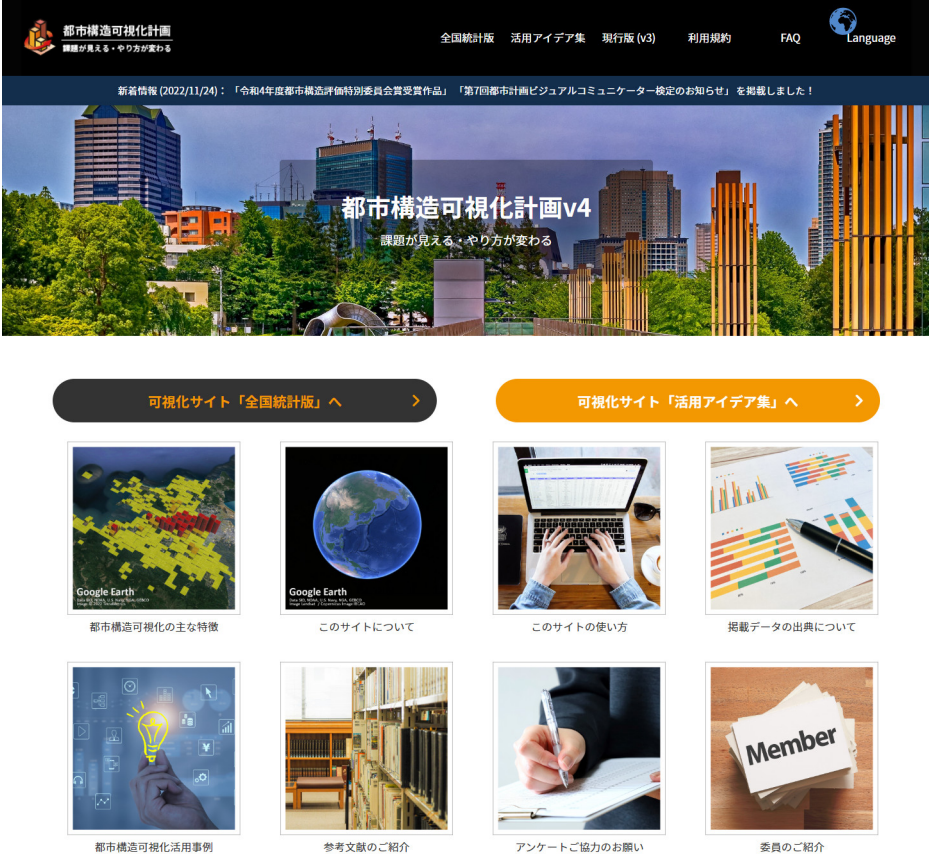 都市構造可視化計画
課題が見える・やり方が変わる
全国統計版 活用アイデア集 現行版 (v3) 利用規約 FAQ Language
新着情報 (2022/11/24)： 「令和4年度都市構造評価特別委員会賞受賞作品」 「第7回都市計画ビジュアルコミュニケーター検定のお知らせ」 を掲載しました！
都市構造可視化計画v4
課題が見える・やり方が変わる
可視化サイト「全国統計版」へ
可視化サイト「活用アイデア集」へ
Google Earth
Google Earth
都市構造可視化の主な特徴
このサイトについて
このサイトの使い方
掲載データの出典について
Member
都市構造可視化活用事例
参考文献のご紹介
アンケートご協力のお願い
委員のご紹介